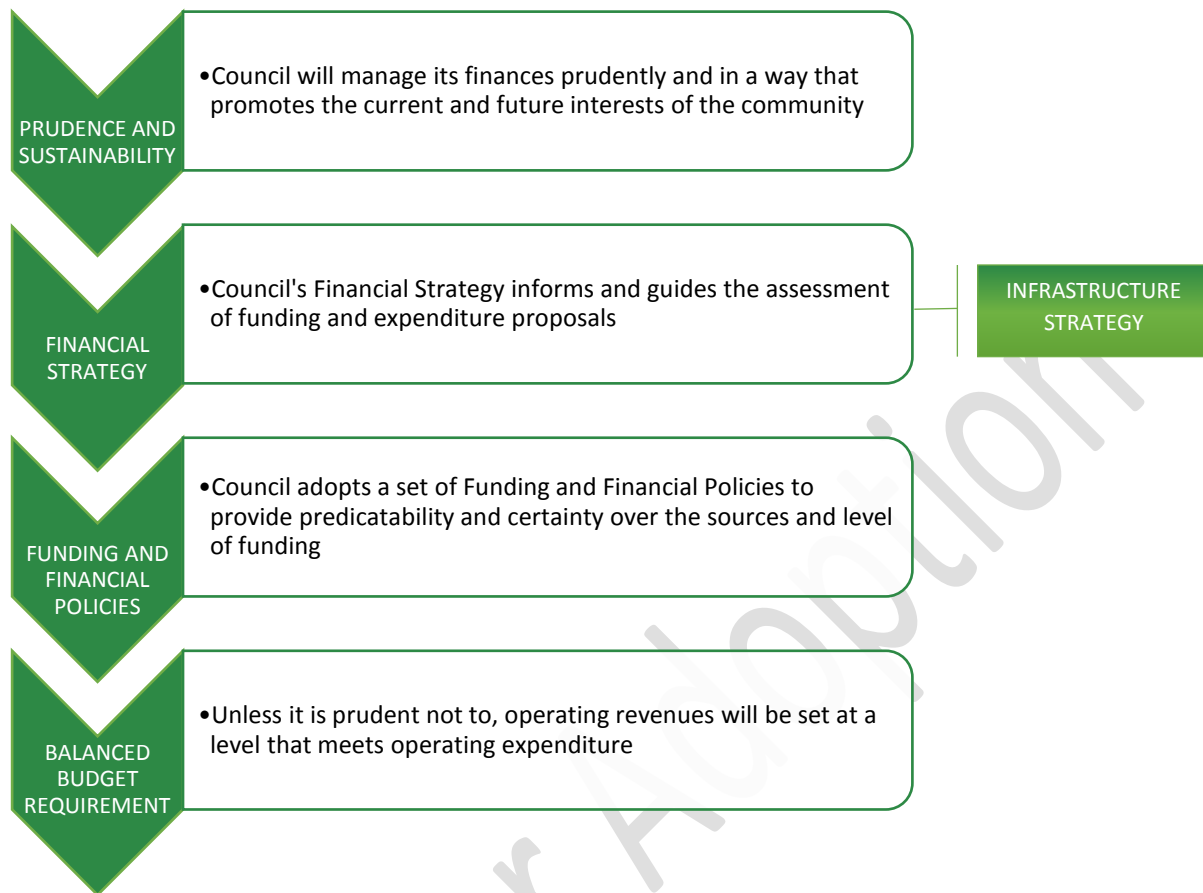 PRUDENCE AND
SUSTAINABILITY
•Council will manage its finances prudently and in a way that
promotes the current and future interests of the community
FINANCIAL
STRATEGY
•Council's Financial Strategy informs and guides the assessment
of funding and expenditure proposals
INFRASTRUCTURE
STRATEGY
FUNDING AND
FINANCIAL
POLICIES
•Council adopts a set of Funding and Financial Policies to
provide predicatability and certainty over the sources and level
of funding
BALANCED
BUDGET
REQUIREMENT
•Unless it is prudent not to, operating revenues will be set at a
level that meets operating expenditure
r Adoption